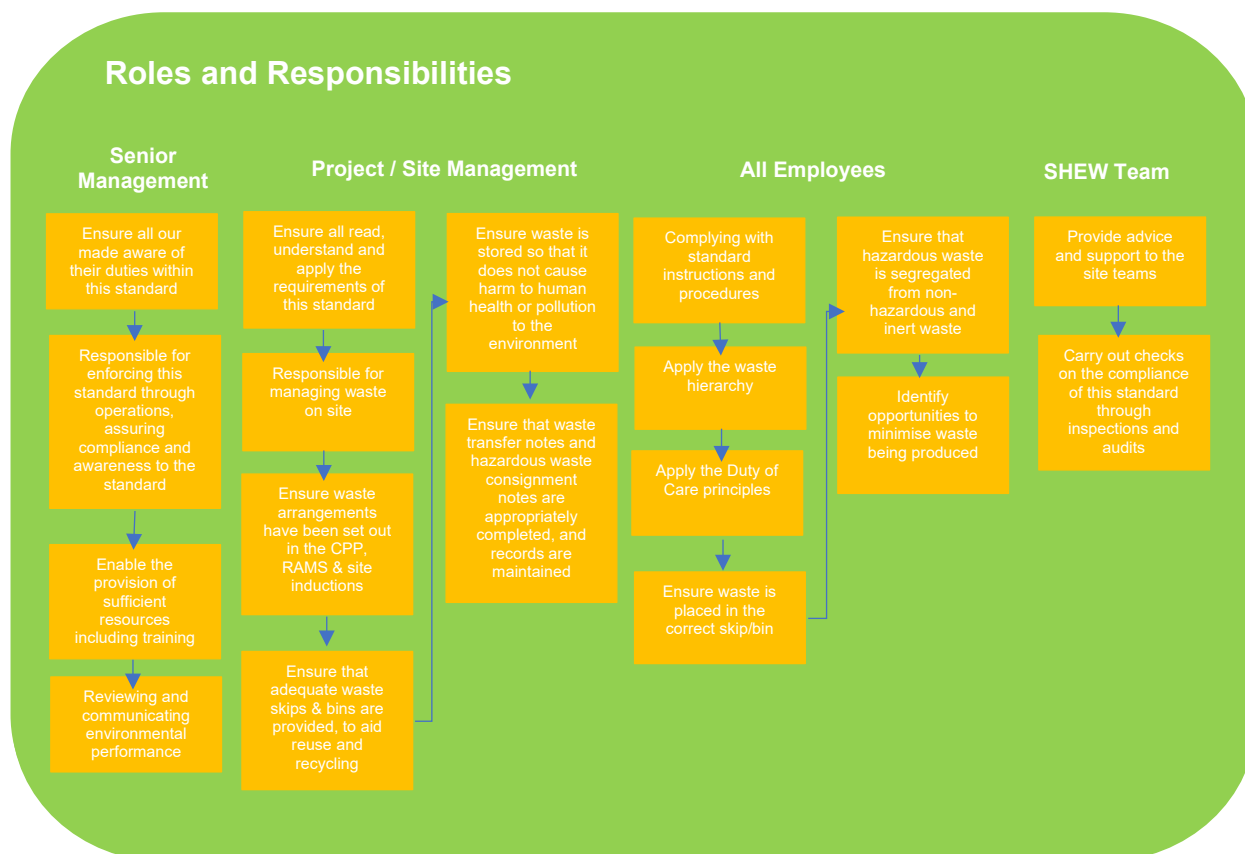 Roles and Responsibilities
Senior
Management
Ensure all our
made aware of
their duties within
this standard
Responsible for
enforcing this
standard through
operations,
assuring
compliance and
awareness to the
standard
Enable the
provision of
sufficient
resources
including training
Reviewing and
communicating
environmental
performance
Project / Site Management
Ensure all read,
understand and
apply the
requirements of
this standard
Responsible for
managing waste
on site
Ensure waste
arrangements
have been set out
in the CPP,
RAMS & site
inductions
Ensure that
adequate waste
skips & bins are
provided, to aid
reuse and
recycling
Ensure waste is
stored so that it
does not cause
harm to human
health or pollution
to the
environment
Ensure that waste
transfer notes and
hazardous waste
consignment
notes are
appropriately
completed, and
records are
maintained
All Employees
Complying with
standard
instructions and
procedures
Apply the waste
hierarchy
Apply the Duty of
Care principles
Ensure waste is
placed in the
correct skip/bin
Ensure that
hazardous waste
is segregated
from non-
hazardous and
inert waste
Identify
opportunities to
minimise waste
being produced
SHEW Team
Provide advice
and support to the
site teams
Carry out checks
on the compliance
of this standard
through
inspections and
audits